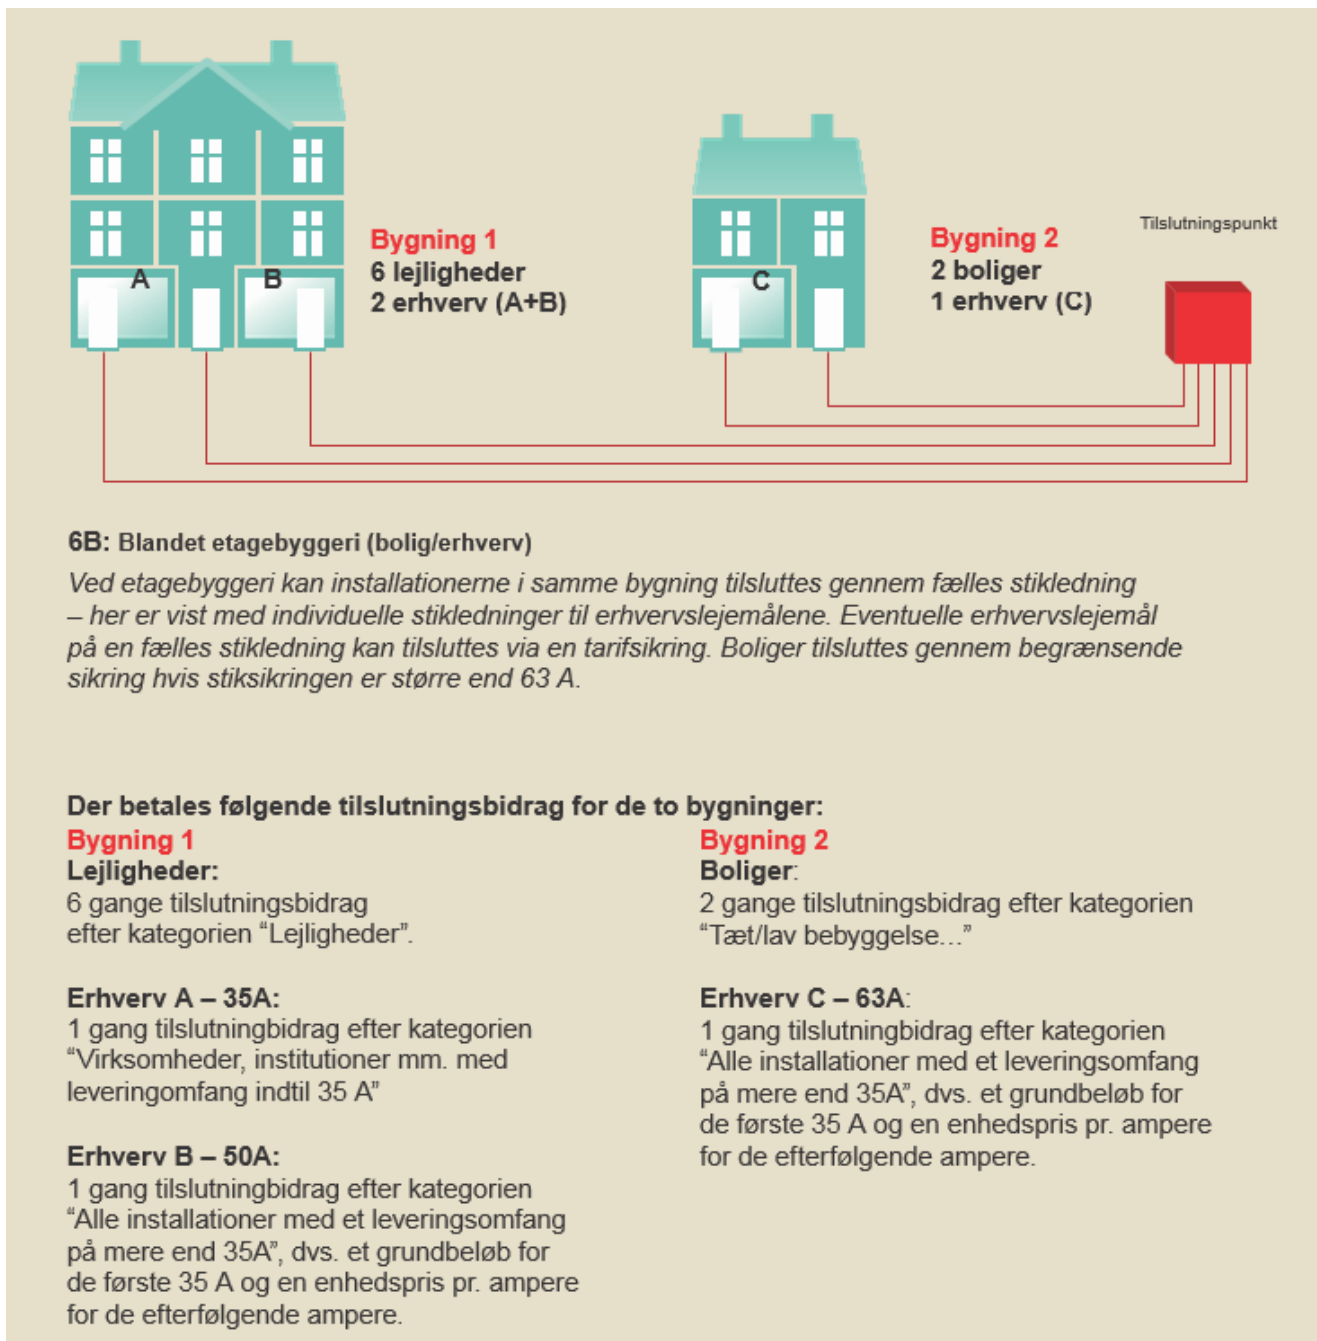 A
B
Bygning 1
6 lejligheder
2 erhverv (A+B)
C
Bygning 2
2 boliger
1 erhverv (C)
Tilslutningspunkt
6B: Blandet etagebyggeri (bolig/erhverv)
Ved etagebyggeri kan installationerne i samme bygning tilsluttes gennem fælles stikledning
– her er vist med individuelle stikledninger til erhvervslejemålene. Eventuelle erhvervslejemål
på en fælles stikledning kan tilsluttes via en tarifsikring. Boliger tilsluttes gennem begrænsende
sikring hvis stiksikringen er større end 63 A.
Der betales følgende tilslutningsbidrag for de to bygninger:
Bygning 1
Lejligheder:
6 gange tilslutningsbidrag
efter kategorien “Lejligheder”.
Erhverv A – 35A:
1 gang tilslutningbidrag efter kategorien
“Virksomheder, institutioner mm. med
leveringomfang indtil 35 A”
Erhverv B – 50A:
1 gang tilslutningbidrag efter kategorien
“Alle installationer med et leveringsomfang
på mere end 35A”, dvs. et grundbeløb for
de første 35 A og en enhedspris pr. ampere
for de efterfølgende ampere.
Bygning 2
Boliger:
2 gange tilslutningsbidrag efter kategorien
“Tæt/lav bebyggelse...”
Erhverv C – 63A:
1 gang tilslutningbidrag efter kategorien
“Alle installationer med et leveringsomfang
på mere end 35A”, dvs. et grundbeløb for
de første 35 A og en enhedspris pr. ampere
for de efterfølgende ampere.